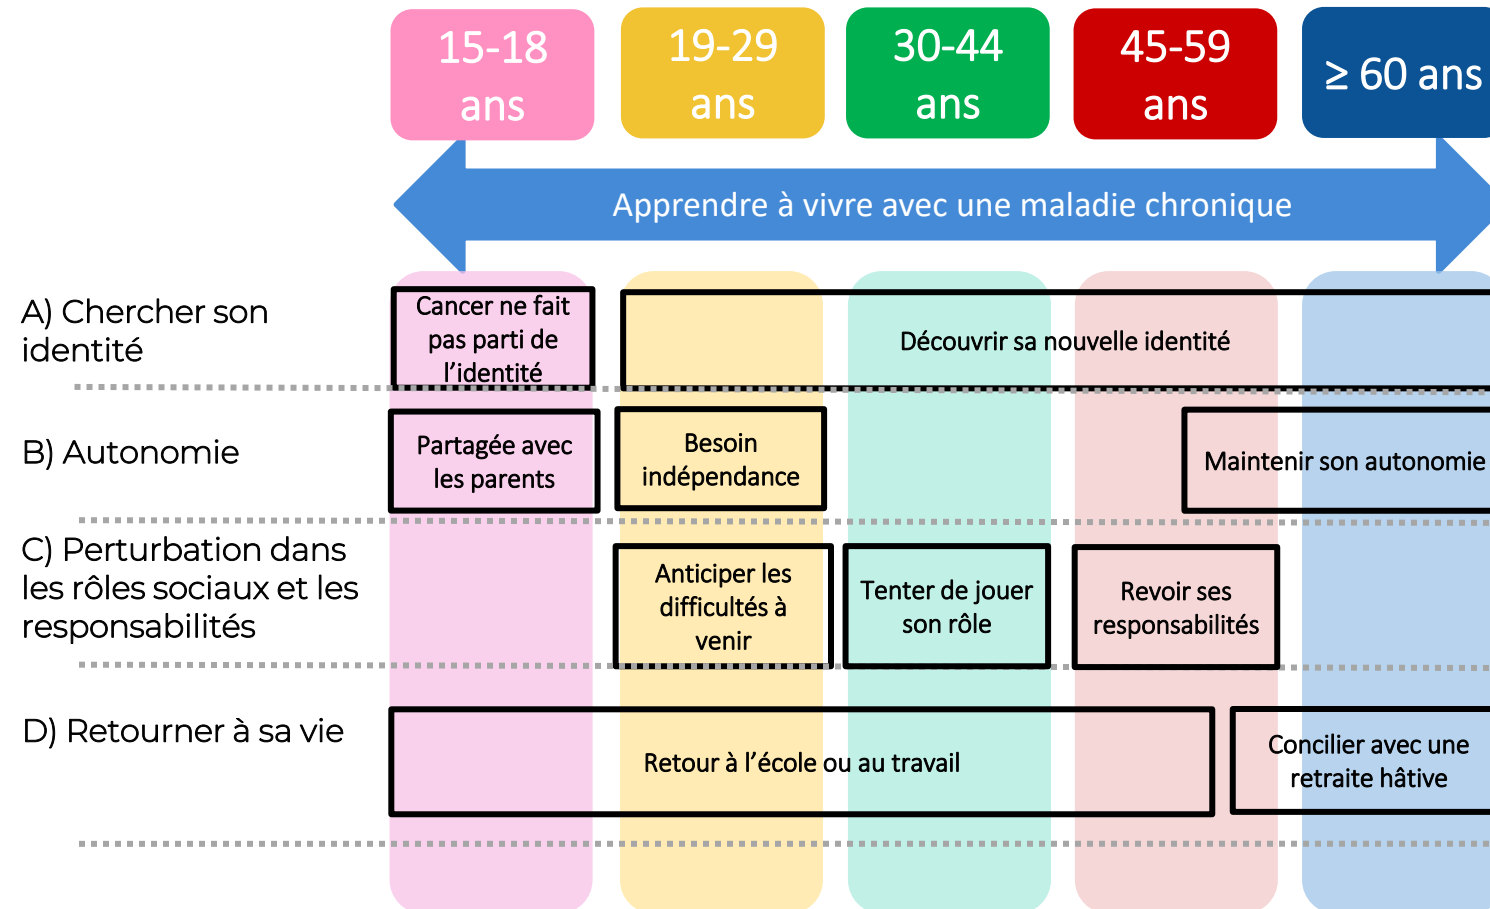 15-18
ans
19-29
ans
30-44
ans
45-59
ans
≥ 60 ans
Apprendre à vivre avec une maladie chronique
A) Chercher son
identité
Cancer ne fait
pas parti de
l'identité
Découvrir sa nouvelle identité
B) Autonomie
Partagée avec
les parents
Besoin
indépendance
Maintenir son autonomie
C) Perturbation dans
les rôles sociaux et les
responsabilités
Anticiper les
difficultés à
venir
Tenter de jouer
son rôle
Revoir ses
responsabilités
D) Retourner à sa vie
Retour à l'école ou au travail
Concilier avec une
retraite hâtive